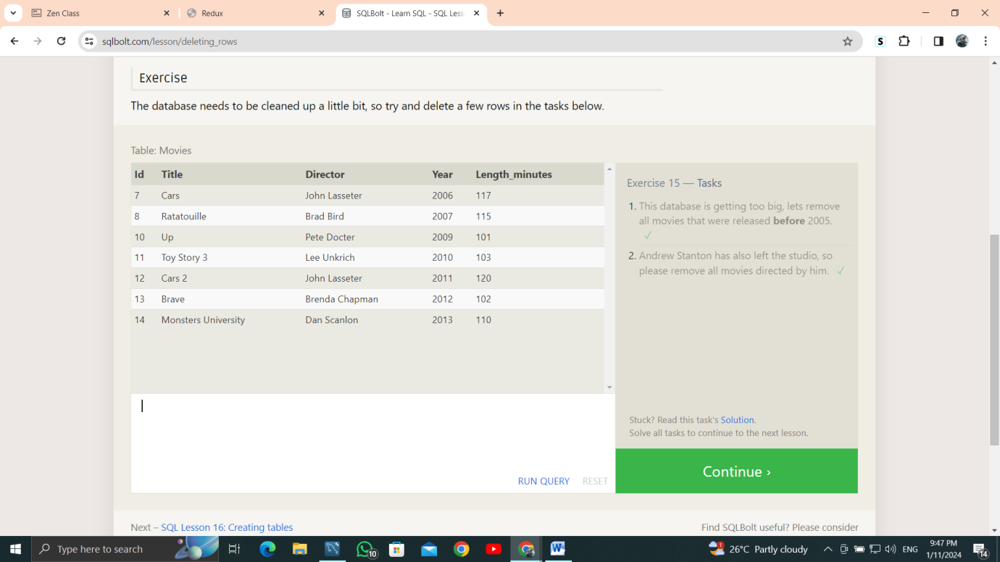 Zen Class
Redux
SQLBolt - Learn SQL - SQL Less
sqlbolt.com/lesson/deleting_rows
S
Exercise
The database needs to be cleaned up a little bit, so try and delete a few rows in the tasks below.
Table: Movies
Id Title Director Year Length_minutes
7 Cars John Lasseter 2006 117
8 Ratatouille Brad Bird 2007 115
10 Up Pete Docter 2009 101
11 Toy Story 3 Lee Unkrich 2010 103
12 Cars 2 John Lasseter 2011 120
13 Brave Brenda Chapman 2012 102
14 Monsters University Dan Scanlon 2013 110
RUN QUERY RESET
Exercise 15 — Tasks
1. This database is getting too big, lets remove
all movies that were released before 2005.
✓
2. Andrew Stanton has also left the studio, so
please remove all movies directed by him. ✓
Stuck? Read this task's Solution.
Solve all tasks to continue to the next lesson.
Continue ›
Next – SQL Lesson 16: Creating tables
Find SQLBolt useful? Please consider
Type here to search
10
W
1
26°C Partly cloudy
ENG
9:47 PM
1/11/2024
14